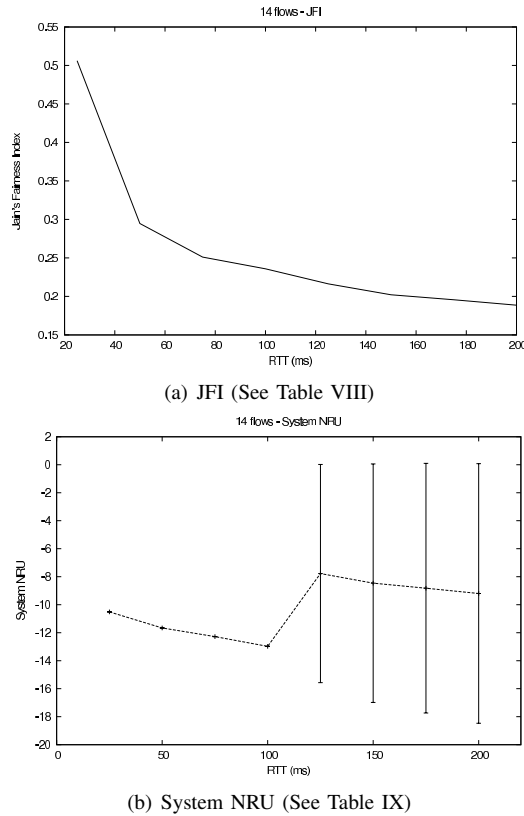 14 flows - JFI
0.55
0.5
0.45
0.4
0.35
0.3
0.25
0.2
0.15
Jain's Fairness Index
20 40 60 80 100 120 140 160 180 200
RTT (ms)
(a) JFI (See Table VIII)
14 flows - System NRU
2
0
-2
-4
-6
-8
-10
-12
-14
-16
-18
-20
System NRU
0 50 100 150 200
RTT (ms)
(b) System NRU (See Table IX)